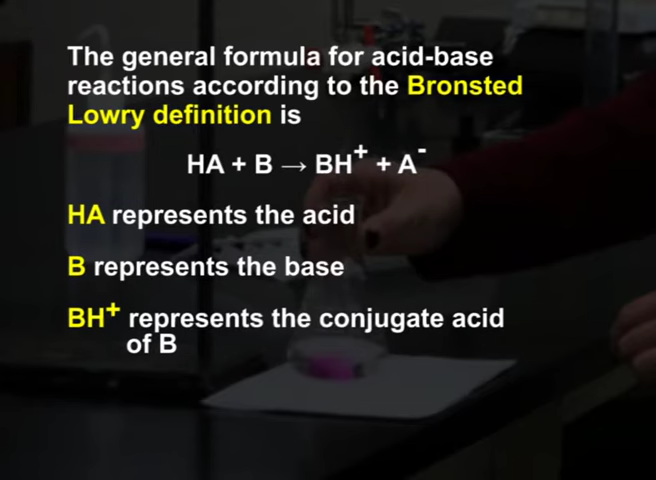 The general formula for acid-base
reactions according to the Bronsted
Lowry definition is
HA + B → BH⁺ + A⁻
HA represents the acid
B represents the base
BH⁺ represents the conjugate acid
of B